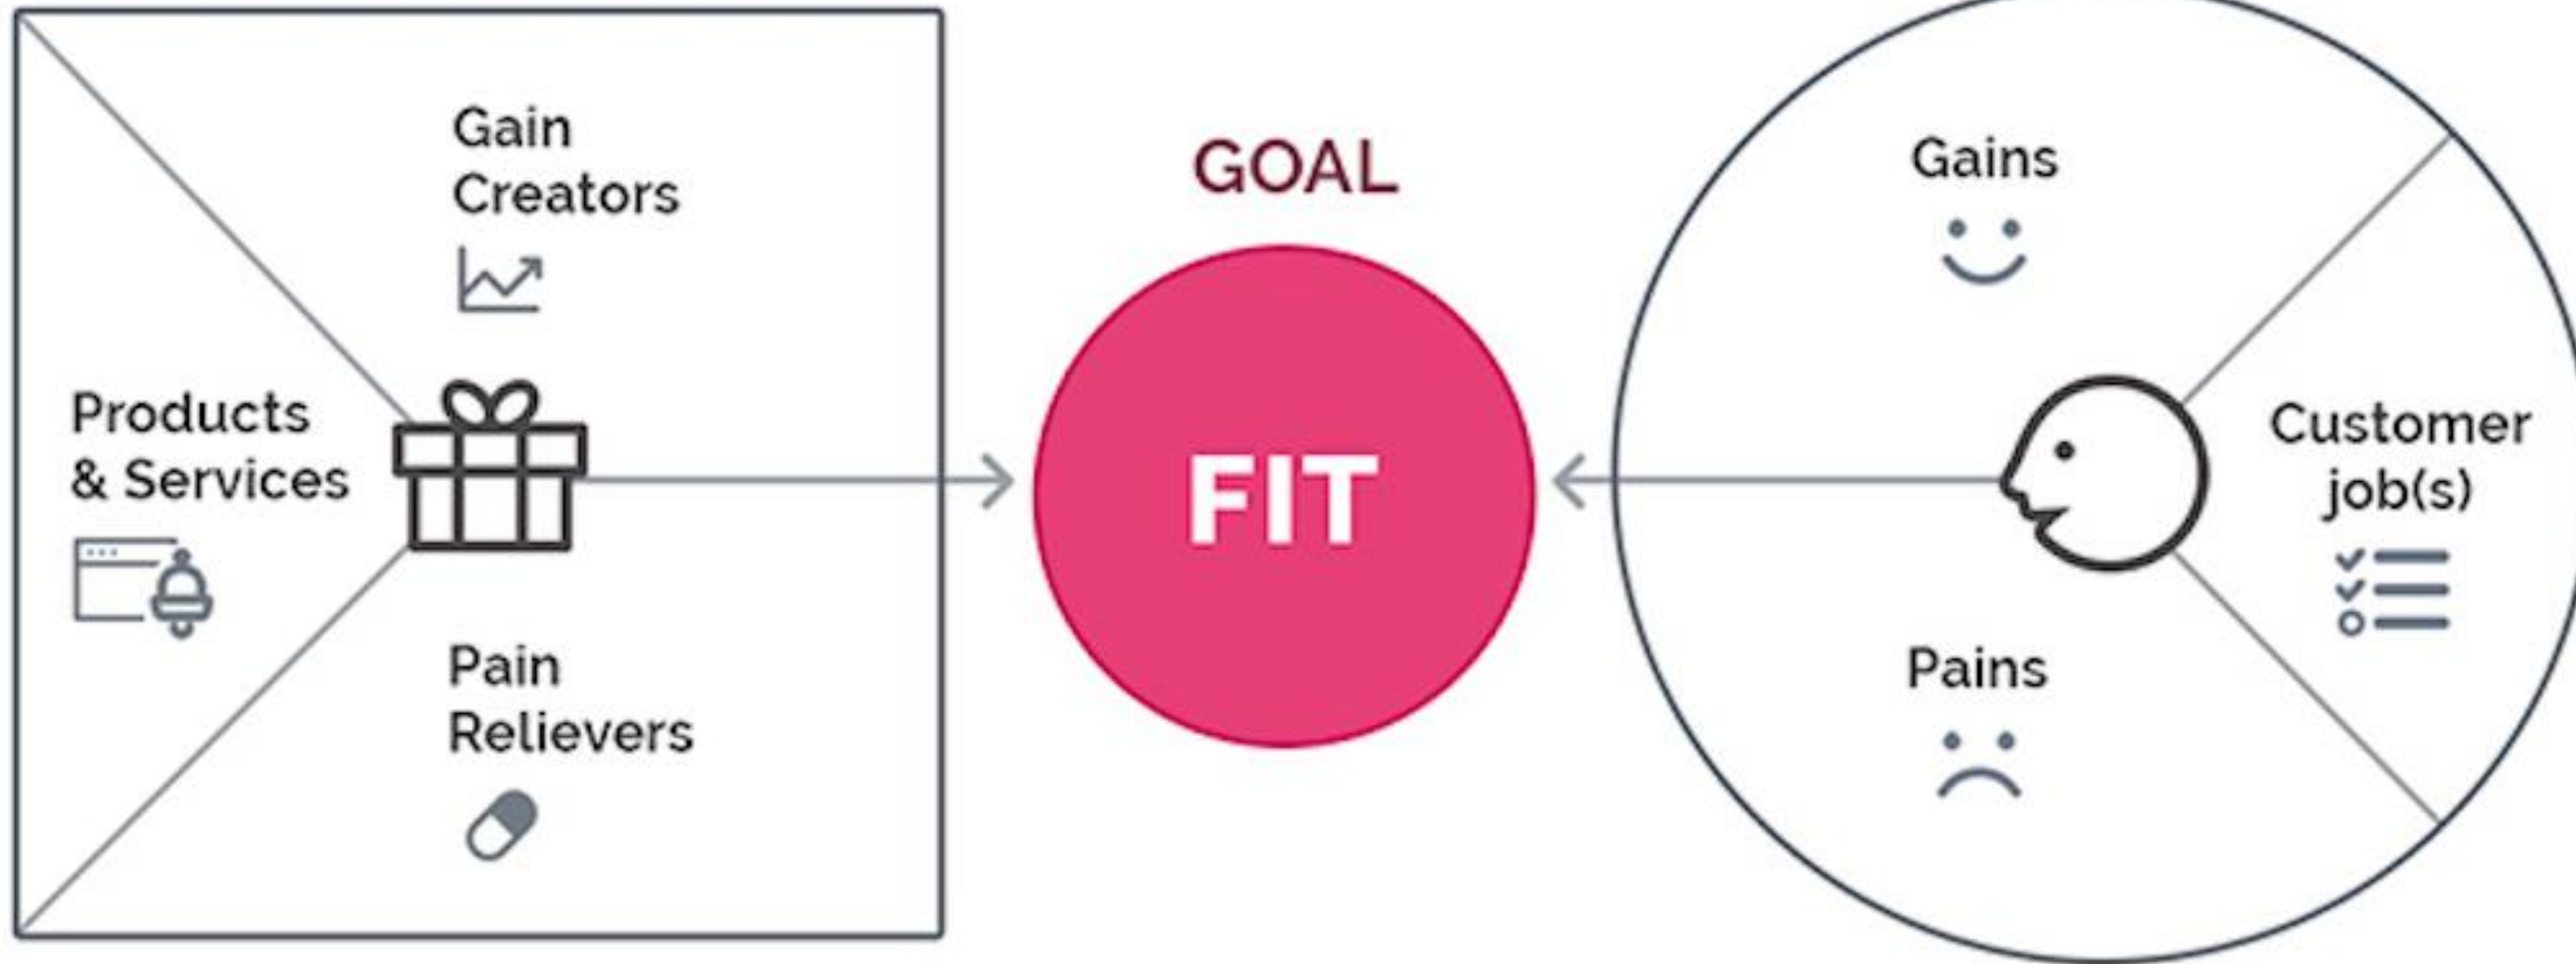 Gain
Creators
Products
& Services
Pain
Relievers
GOAL
FIT
Gains
Customer
job(s)
Pains